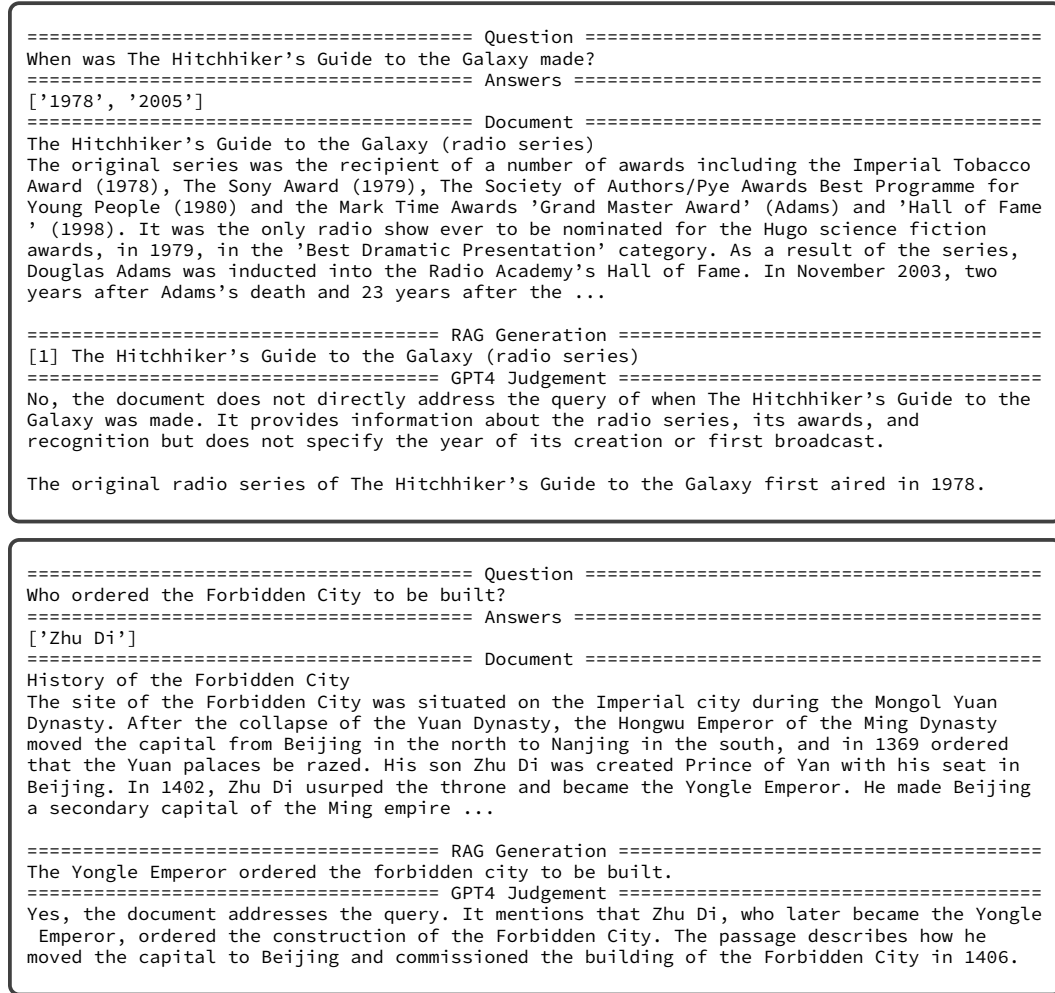 ======================================== Question =========================================
When was The Hitchhiker’s Guide to the Galaxy made?
======================================== Answers ==========================================
[’1978’, ’2005’]
======================================== Document =========================================
The Hitchhiker’s Guide to the Galaxy (radio series)
The original series was the recipient of a number of awards including the Imperial Tobacco
Award (1978), The Sony Award (1979), The Society of Authors/Pye Awards Best Programme for
Young People (1980) and the Mark Time Awards ’Grand Master Award’ (Adams) and ’Hall of Fame
’ (1998). It was the only radio show ever to be nominated for the Hugo science fiction
awards, in 1979, in the ’Best Dramatic Presentation’ category. As a result of the series,
Douglas Adams was inducted into the Radio Academy’s Hall of Fame. In November 2003, two
years after Adams’s death and 23 years after the ...
===================================== RAG Generation ======================================
[1] The Hitchhiker’s Guide to the Galaxy (radio series)
===================================== GPT4 Judgement ======================================
No, the document does not directly address the query of when The Hitchhiker’s Guide to the
Galaxy was made. It provides information about the radio series, its awards, and
recognition but does not specify the year of its creation or first broadcast.
The original radio series of The Hitchhiker’s Guide to the Galaxy first aired in 1978.
======================================== Question =========================================
Who ordered the Forbidden City to be built?
======================================== Answers ==========================================
[’Zhu Di’]
======================================== Document =========================================
History of the Forbidden City
The site of the Forbidden City was situated on the Imperial city during the Mongol Yuan
Dynasty. After the collapse of the Yuan Dynasty, the Hongwu Emperor of the Ming Dynasty
moved the capital from Beijing in the north to Nanjing in the south, and in 1369 ordered
that the Yuan palaces be razed. His son Zhu Di was created Prince of Yan with his seat in
Beijing. In 1402, Zhu Di usurped the throne and became the Yongle Emperor. He made Beijing
a secondary capital of the Ming empire ...
===================================== RAG Generation ======================================
The Yongle Emperor ordered the forbidden city to be built.
===================================== GPT4 Judgement ======================================
Yes, the document addresses the query. It mentions that Zhu Di, who later became the Yongle
Emperor, ordered the construction of the Forbidden City. The passage describes how he
moved the capital to Beijing and commissioned the building of the Forbidden City in 1406.